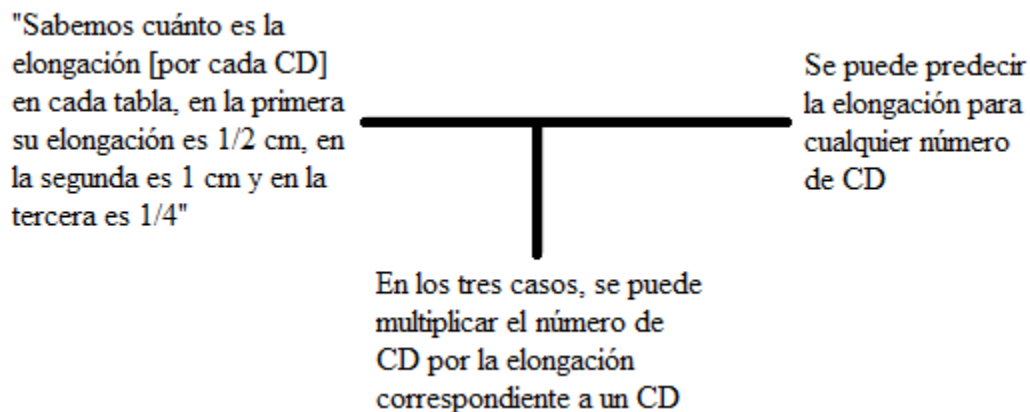 "Sabemos cuánto es la
elongación [por cada CD]
en cada tabla, en la primera
su elongación es 1/2 cm, en
la segunda es 1 cm y en la
tercera es 1/4"
Se puede predecir
la elongación para
cualquier número
de CD
En los tres casos, se puede
multiplicar el número de
CD por la elongación
correspondiente a un CD